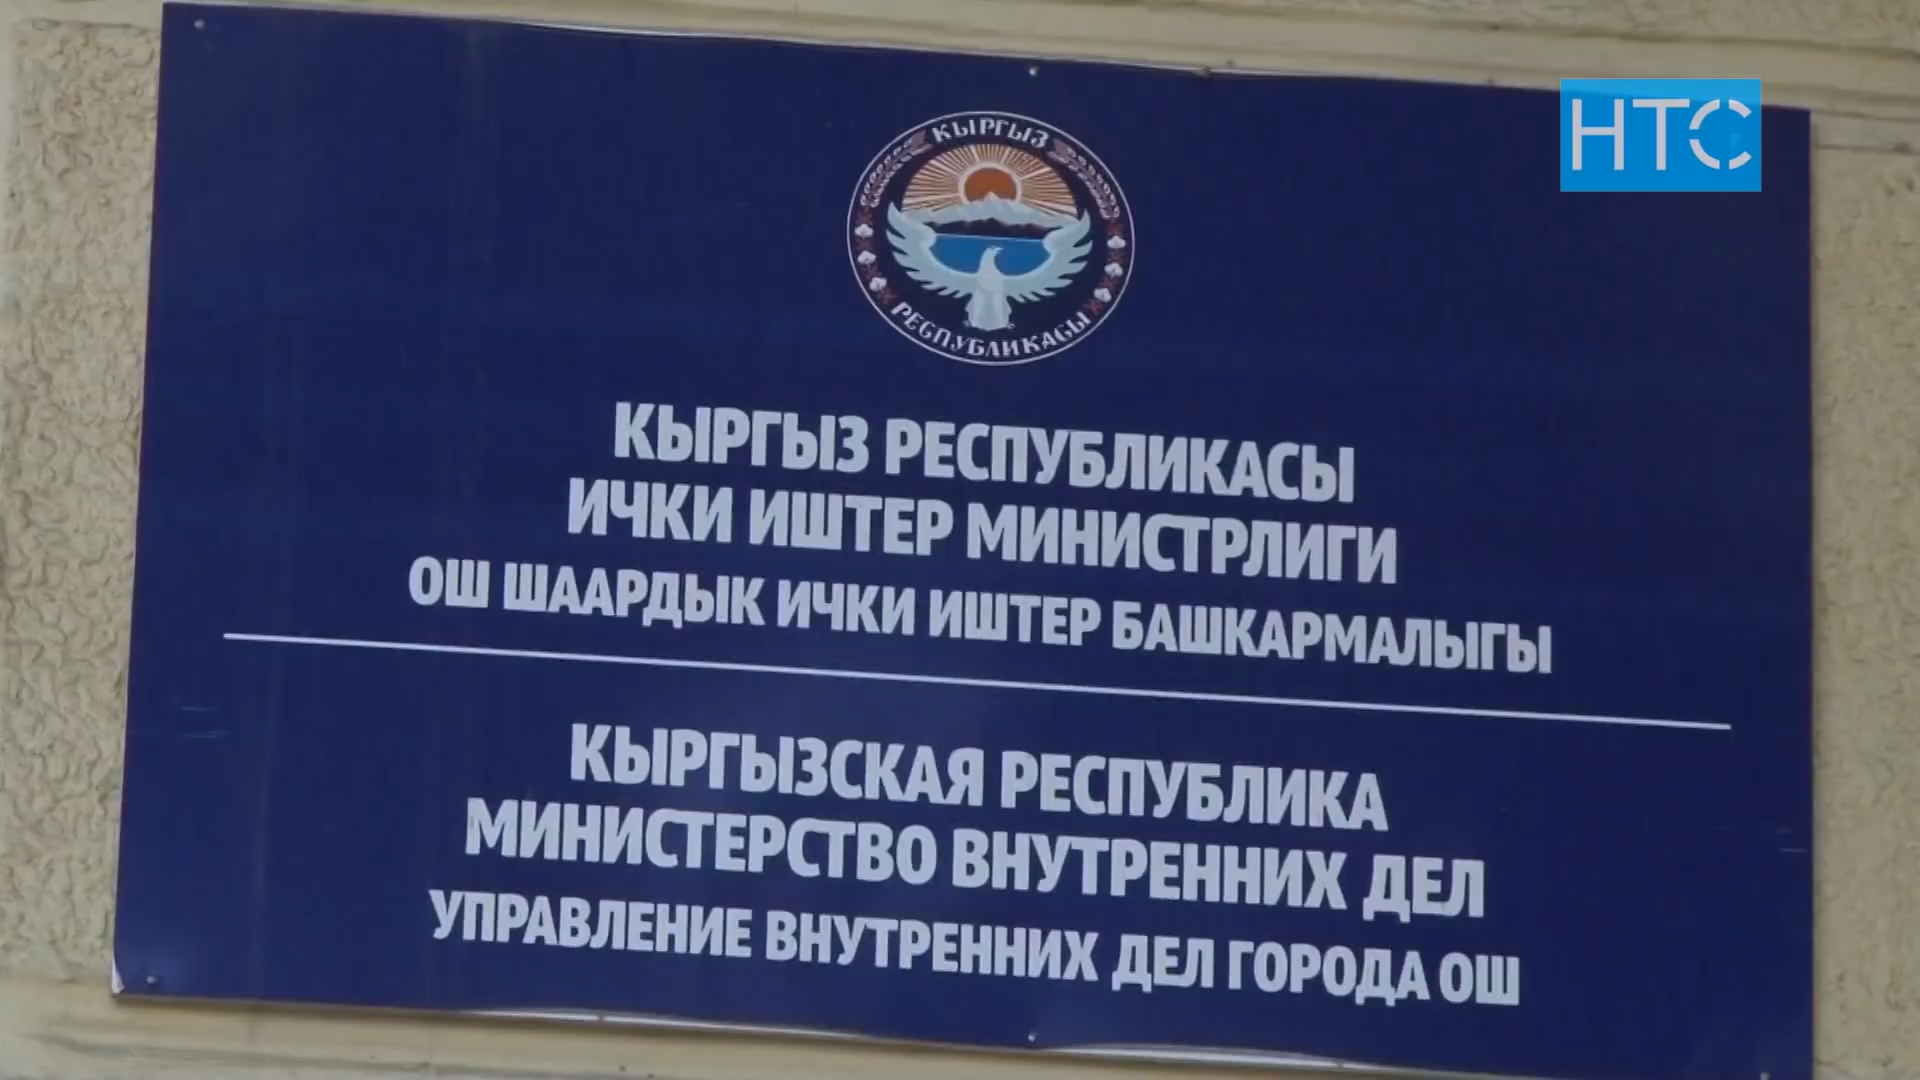 НТС
КЫРГЫЗ
РЕСПУБЛИКАСЫ
КЫРГЫЗ РЕСПУБЛИКАСЫ
ИЧКИ ИШТЕР МИНИСТРЛИГИ
ОШ ШААРДЫК ИЧКИ ИШТЕР БАШКАРМАЛЫГЫ
КЫРГЫЗСКАЯ РЕСПУБЛИКА
МИНИСТЕРСТВО ВНУТРЕННИХ ДЕЛ
УПРАВЛЕНИЕ ВНУТРЕННИХ ДЕЛ ГОРОДА ОШ